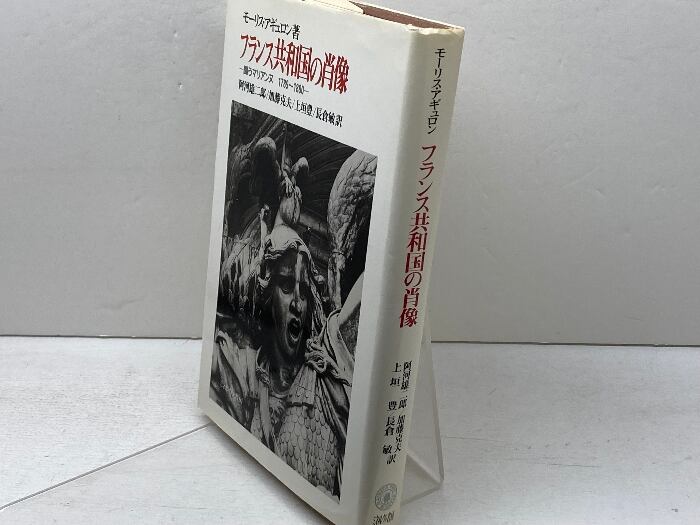 モーリス・アギュロン著
フランス共和国の肖像
—闘うマリアンヌ 1789〜1880—
阿河雄二郎/加藤克夫/上垣豊/長倉敏訳
モーリス・アギュロン
フランス共和国の肖像
阿河雄二郎 加藤克夫
上垣 豊 長倉 敏 訳
ミネルヴァ書房